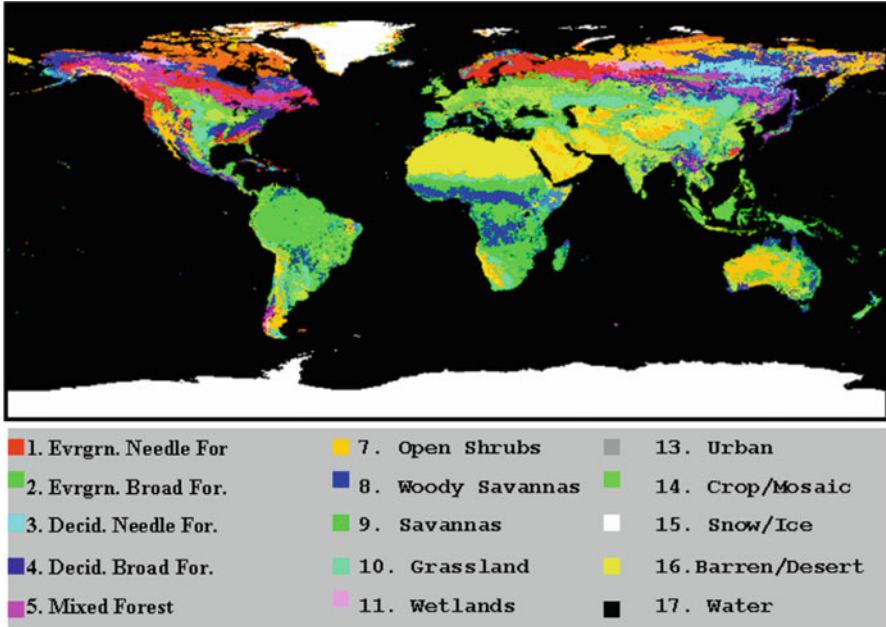 1. Evrgrn. Needle For
2. Evrgrn. Broad For.
3. Decid. Needle For.
4. Decid. Broad For.
5. Mixed Forest
7. Open Shrubs
8. Woody Savannas
9. Savannas
10. Grassland
11. Wetlands
13. Urban
14. Crop/Mosaic
15. Snow/Ice
16.Barren/Desert
17. Water